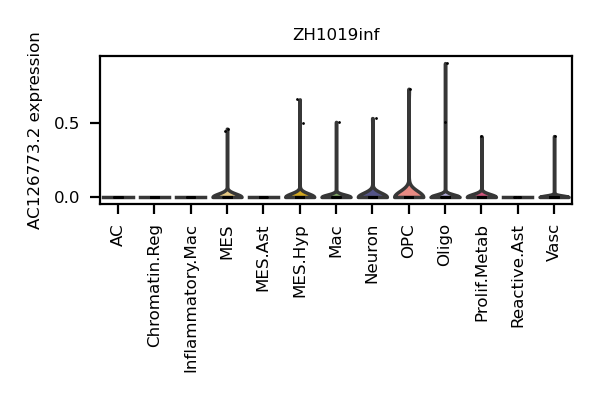 ZH1019inf
AC126773.2 expression
0.5
0.0
AC
Chromatin.Reg
Inflammatory.Mac
MES
MES.Ast
MES.Hyp
Mac
Neuron
OPC
Oligo
Prolif.Metab
Reactive.Ast
Vasc